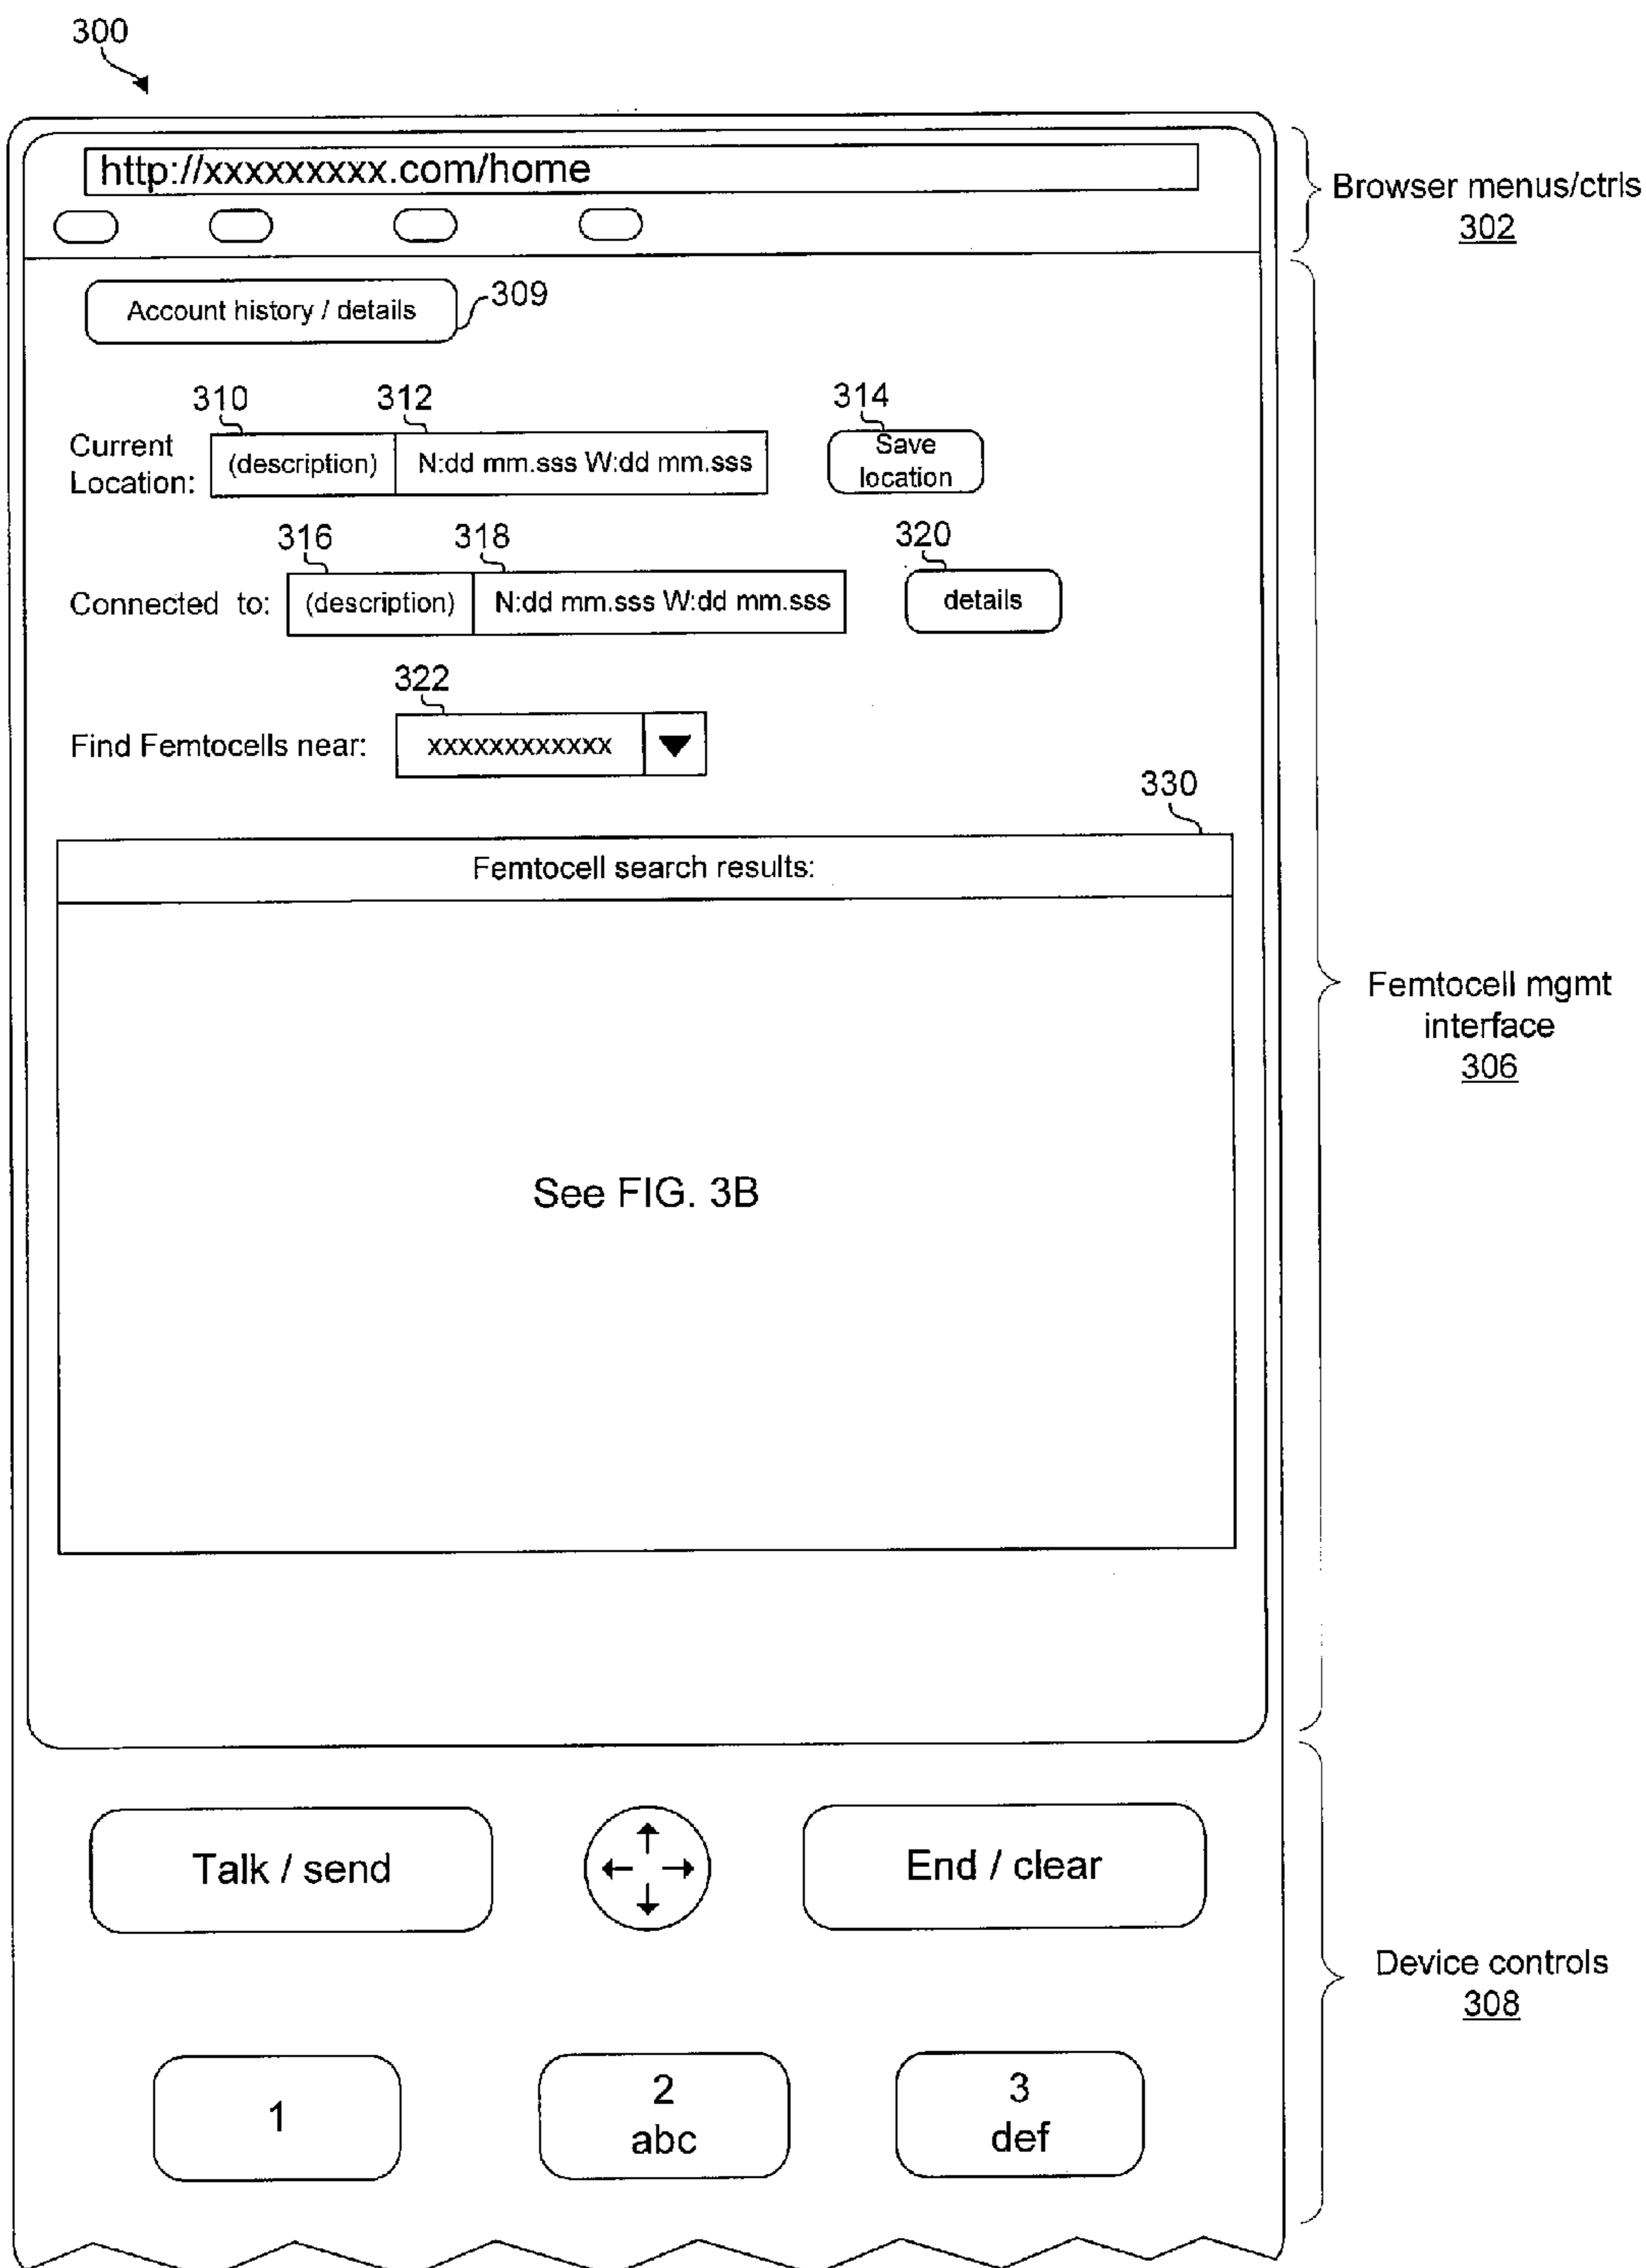 300
http://xxxxxxxxx.com/home
Browser menus/ctrls
302
Account history / details
309
310
312
314
Current
Location:
(description)
N:dd mm.sss W:dd mm.sss
Save
location
316
318
320
Connected to:
(description)
N:dd mm.sss W:dd mm.sss
details
322
Find Femtocells near:
xxxxxxxxxxxx
330
Femtocell search results:
Femtocell mgmt
interface
306
See FIG. 3B
Talk / send
End / clear
Device controls
308
1
2
abc
3
def